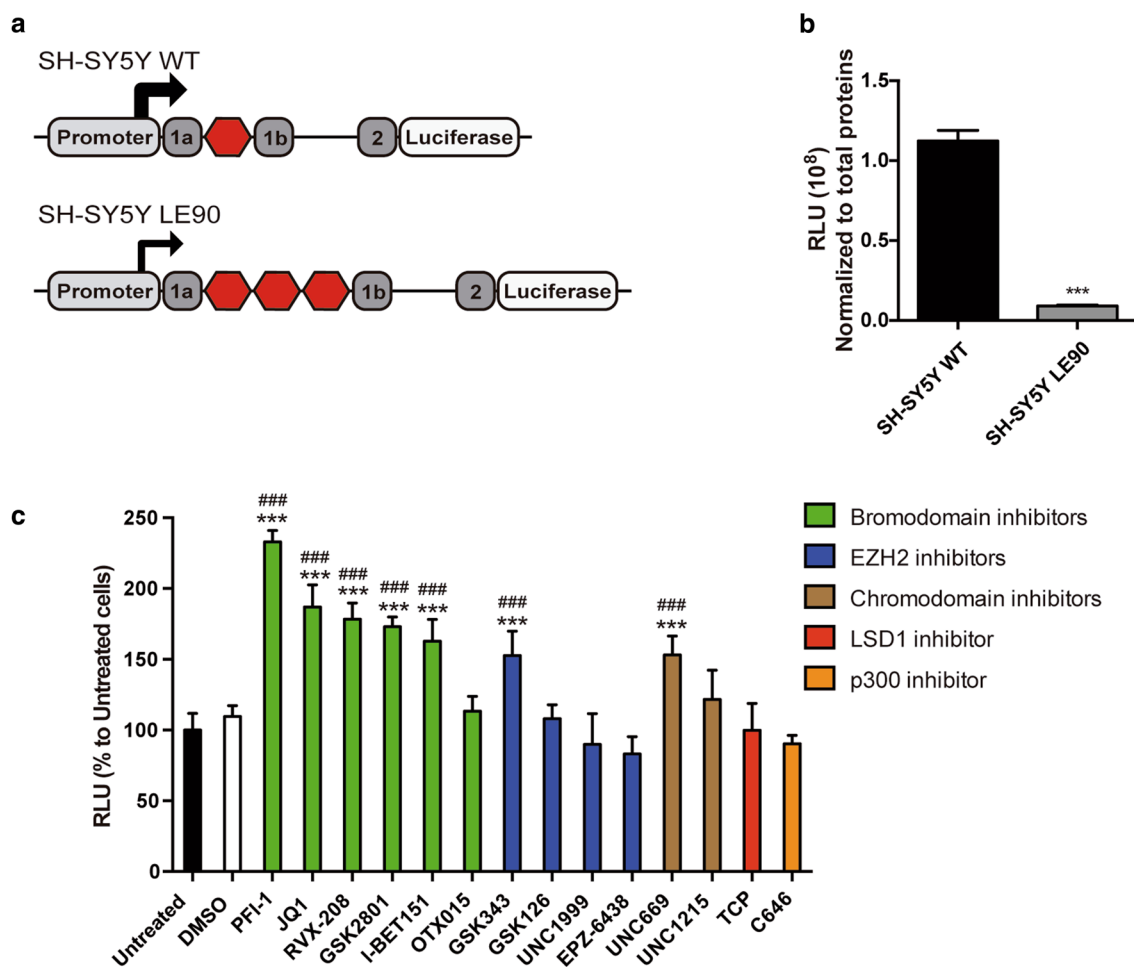 a
SH-SY5Y WT
Promoter 1a 1b 2 Luciferase
SH-SY5Y LE90
Promoter 1a 1b 2 Luciferase
b
RLU (10⁸)
Normalized to total proteins
1.5
1.0
0.5
0.0
***
SH-SY5Y WT
SH-SY5Y LE90
c
RLU (% to Untreated cells)
250
200
150
100
50
0
###
***
###
***
###
***
###
***
###
***
###
***
###
***
Untreated
DMSO
PFI-1
JQ1
RVX-208
GSK2801
I-BET151
OTX015
GSK343
GSK126
UNC1999
EPZ-6438
UNC669
UNC1215
TCP
C646
Bromodomain inhibitors
EZH2 inhibitors
Chromodomain inhibitors
LSD1 inhibitor
p300 inhibitor